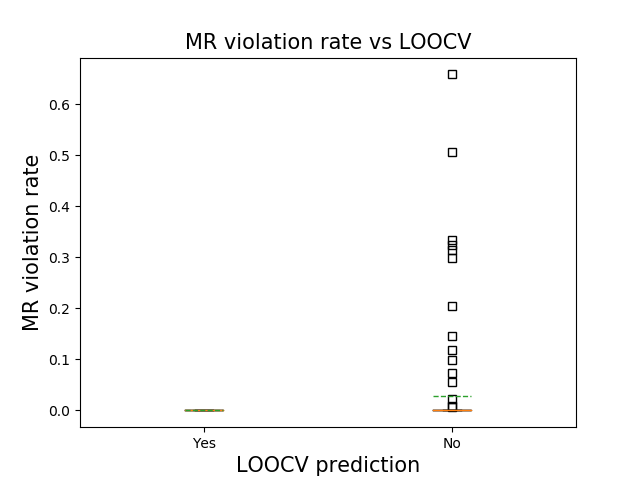 MR violation rate vs LOOCV
MR violation rate
0.6
0.5
0.4
0.3
0.2
0.1
0.0
Yes
No
LOOCV prediction